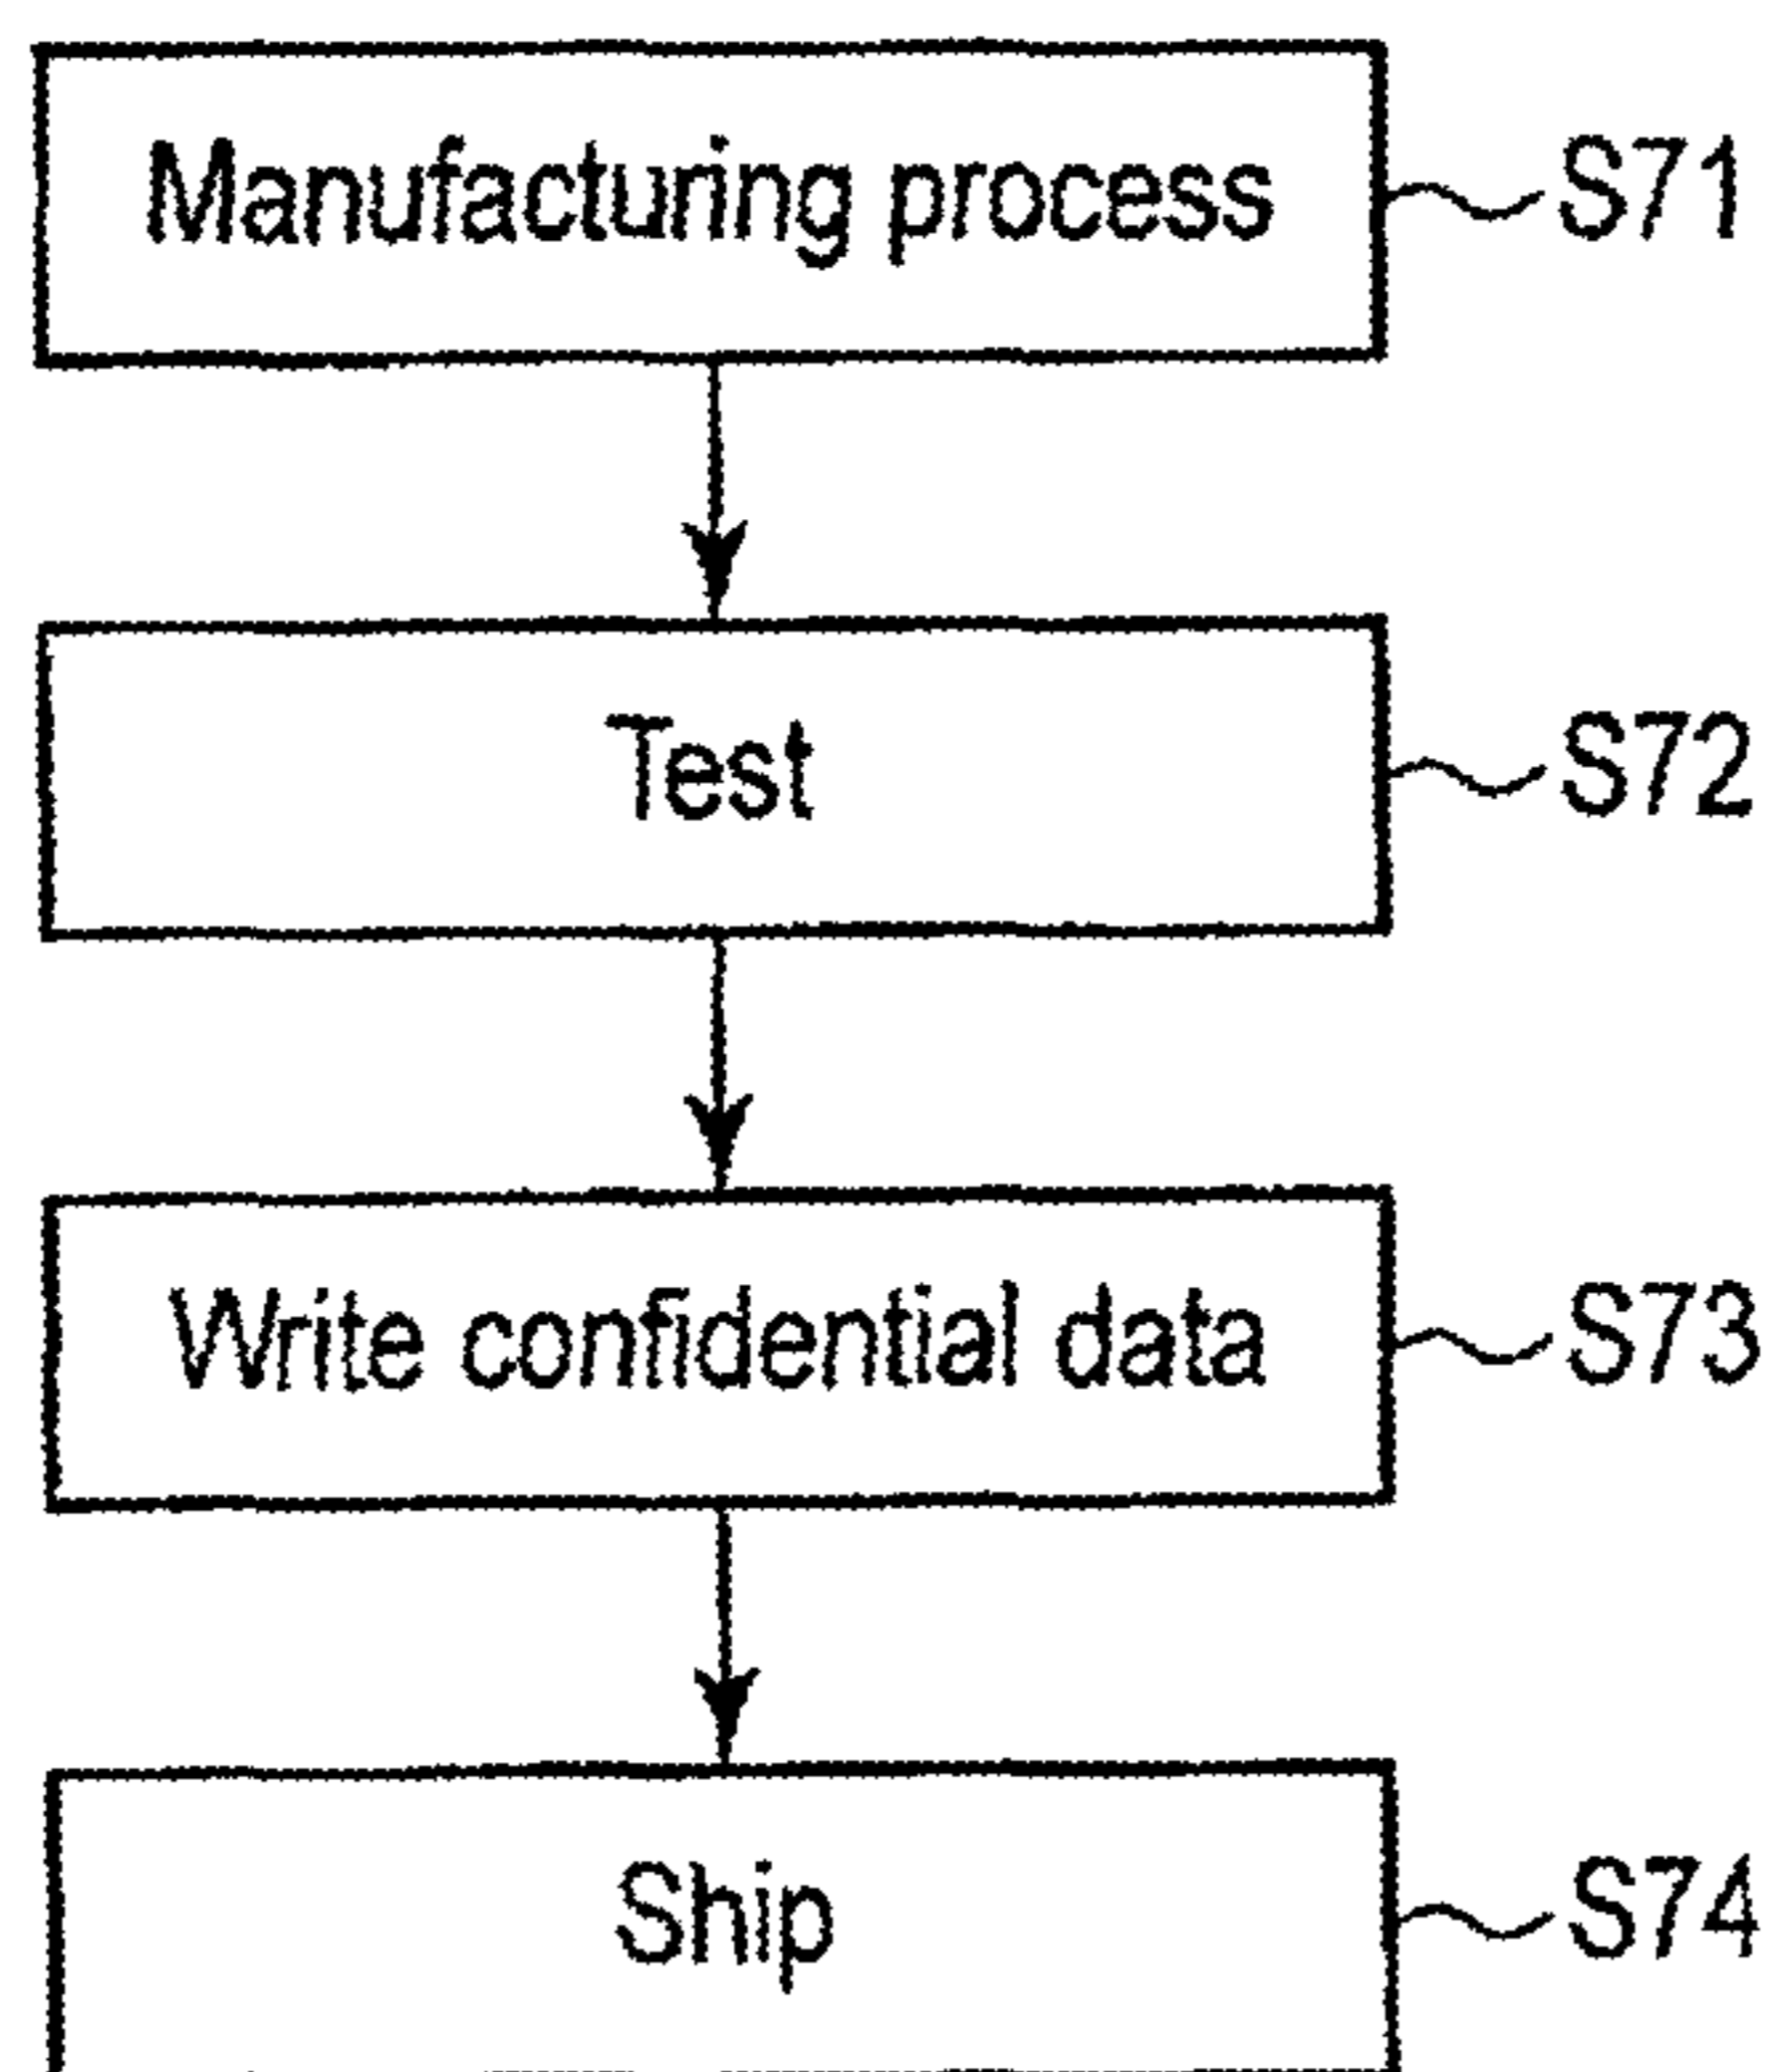 Manufacturing process S71
Test S72
Write confidential data S73
Ship S74